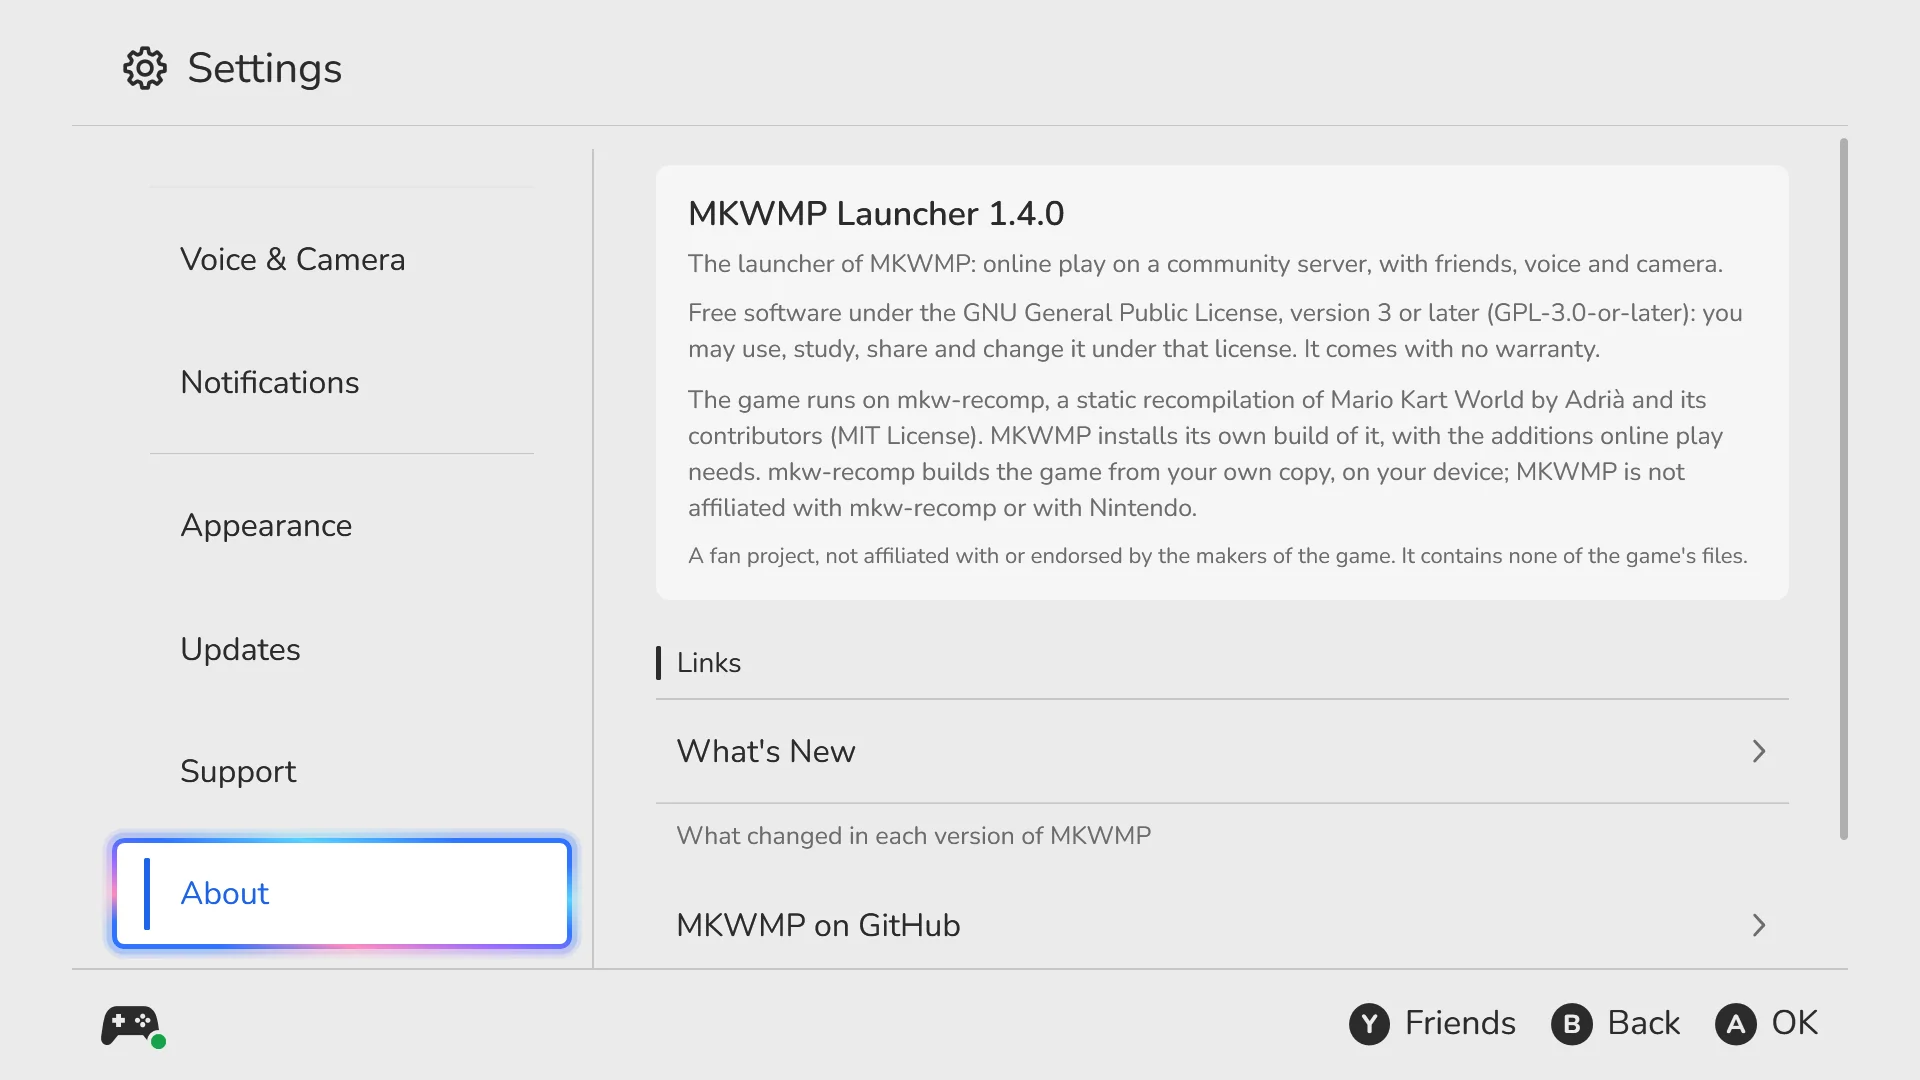 Settings
Voice & Camera
Notifications
Appearance
Updates
Support
About
MKWMP Launcher 1.4.0
The launcher of MKWMP: online play on a community server, with friends, voice and camera.
Free software under the GNU General Public License, version 3 or later (GPL-3.0-or-later): you
may use, study, share and change it under that license. It comes with no warranty.
The game runs on mkw-recomp, a static recompilation of Mario Kart World by Adrià and its
contributors (MIT License). MKWMP installs its own build of it, with the additions online play
needs. mkw-recomp builds the game from your own copy, on your device; MKWMP is not
affiliated with mkw-recomp or with Nintendo.
A fan project, not affiliated with or endorsed by the makers of the game. It contains none of the game's files.
Links
What's New
What changed in each version of MKWMP
MKWMP on GitHub
Y Friends B Back A OK